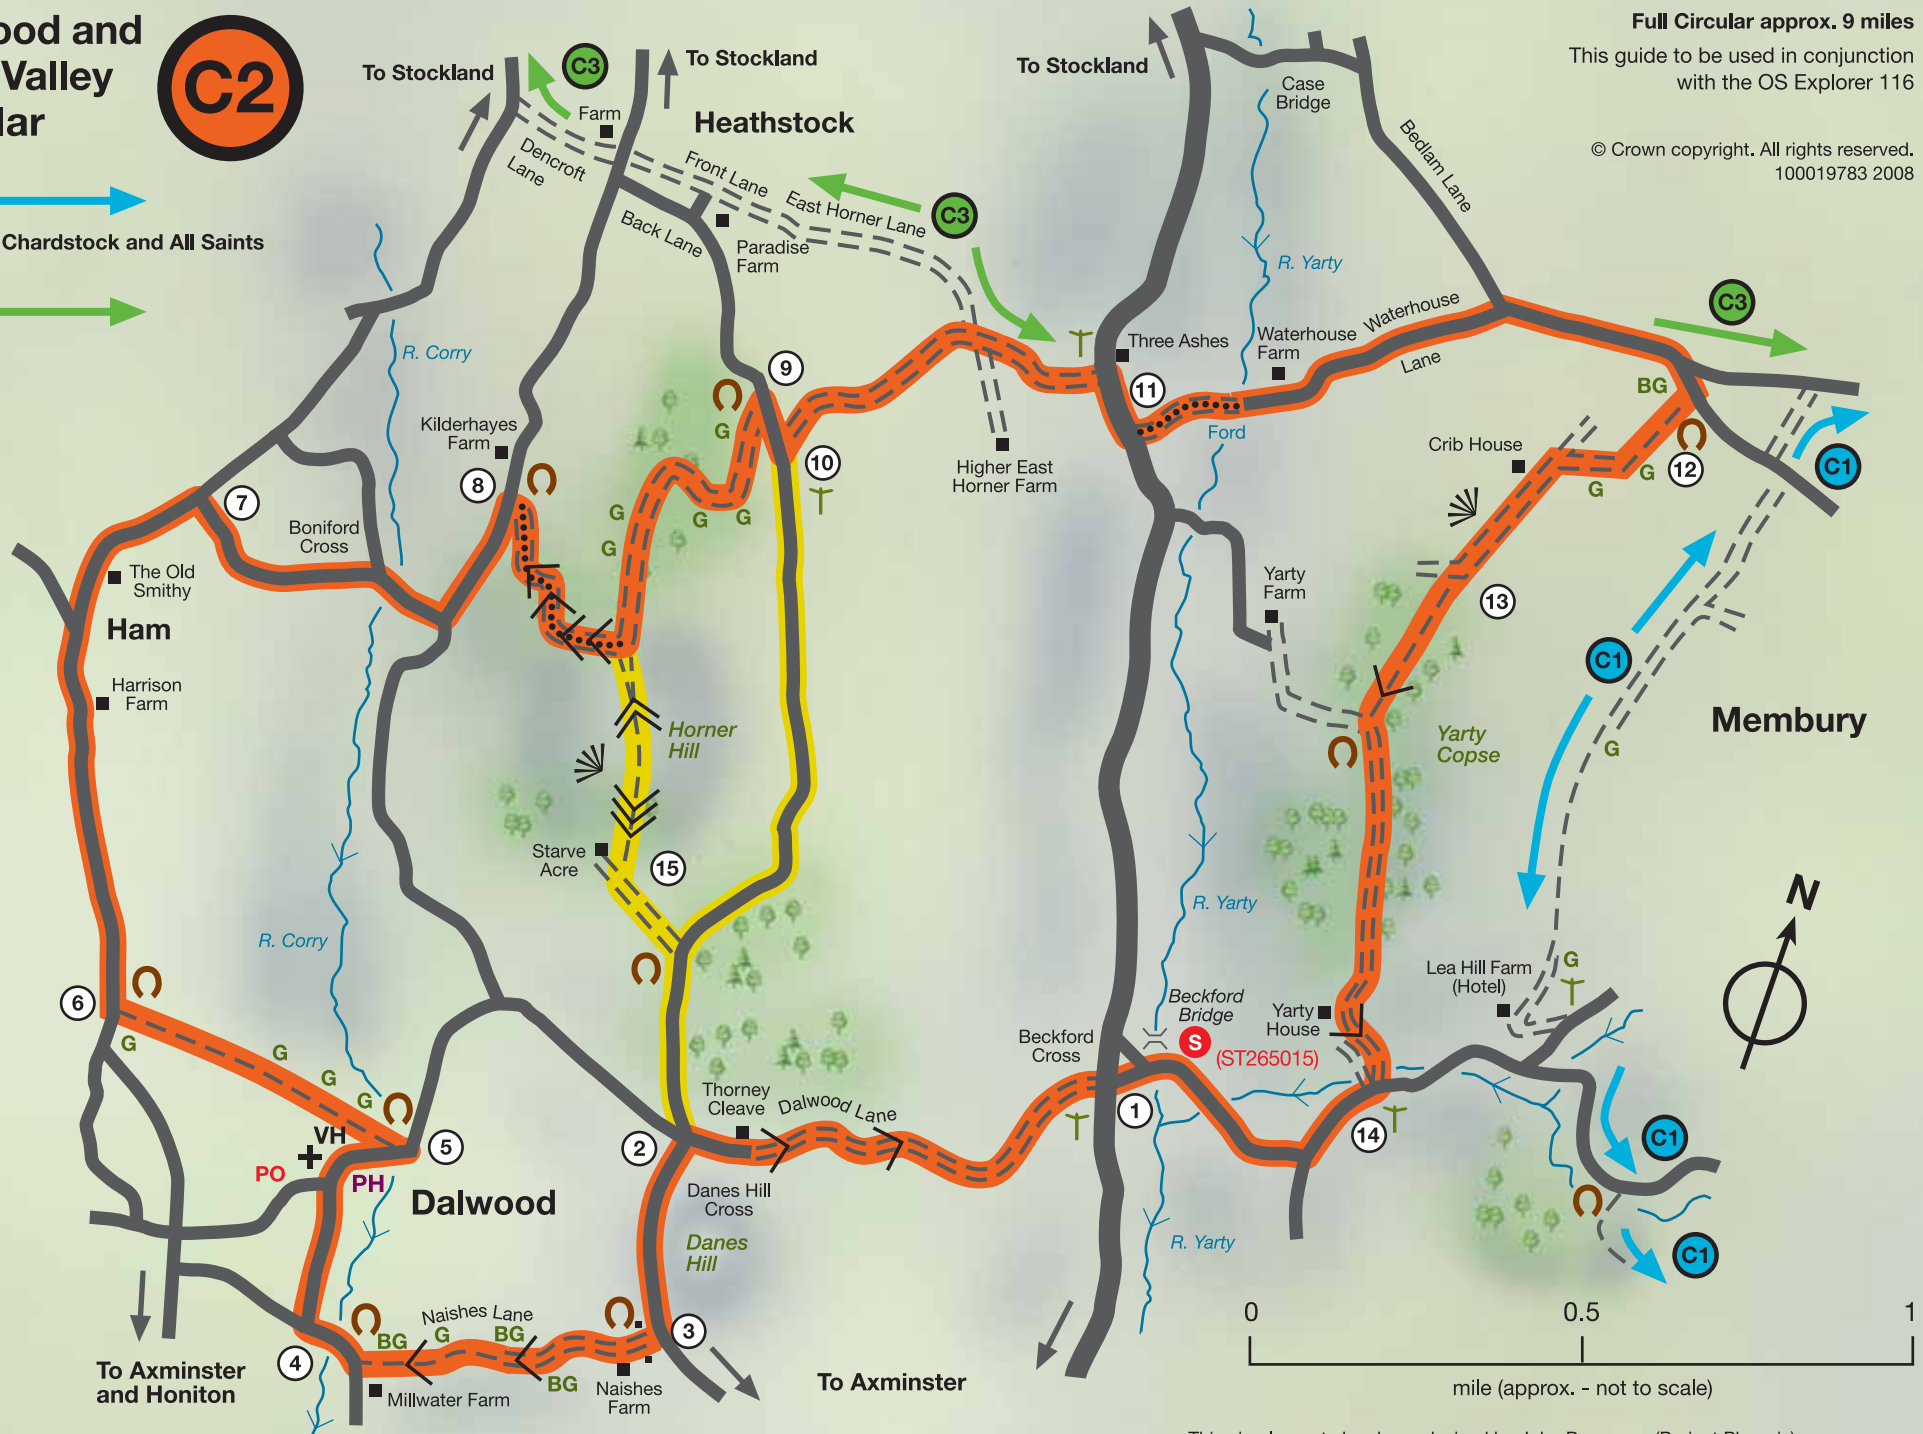 ood and
Valley
lar
C2
Chardstock and All Saints
Full Circular approx. 9 miles
This guide to be used in conjunction
with the OS Explorer 116
© Crown copyright. All rights reserved.
100019783 2008
To Stockland
C3
To Stockland
To Stockland
Farm
Heathstock
Dencroft
Lane
Front Lane
East Horner Lane
C3
Back Lane
Paradise
Farm
Case
Bridge
Bedlam Lane
R. Yarty
R. Corry
Three Ashes
Waterhouse
Farm
Waterhouse
Lane
C3
BG
9
11
G
Kilderhayes
Farm
8
10
Ford
Higher East
Horner Farm
Crib House
G
G
12
C1
7
Boniford
Cross
G
G
G
G
The Old
Smithy
Ham
Harrison
Farm
Yarty
Farm
13
C1
Horner
Hill
Yarty
Copse
G
Membury
Starve
Acre
15
R. Corry
R. Yarty
N
6
G
G
G
G
VH
PO
PH
5
Dalwood
Lea Hill Farm
(Hotel)
G
Beckford
Bridge
S
(ST265015)
Yarty
House
Beckford
Cross
1
14
Thorney
Cleave
Dalwood Lane
2
Danes Hill
Cross
Danes
Hill
C1
C1
R. Yarty
Naishes Lane
BG
G
BG
BG
3
4
Millwater Farm
Naishes
Farm
To Axminster
and Honiton
To Axminster
0
0.5
1
mile (approx. - not to scale)